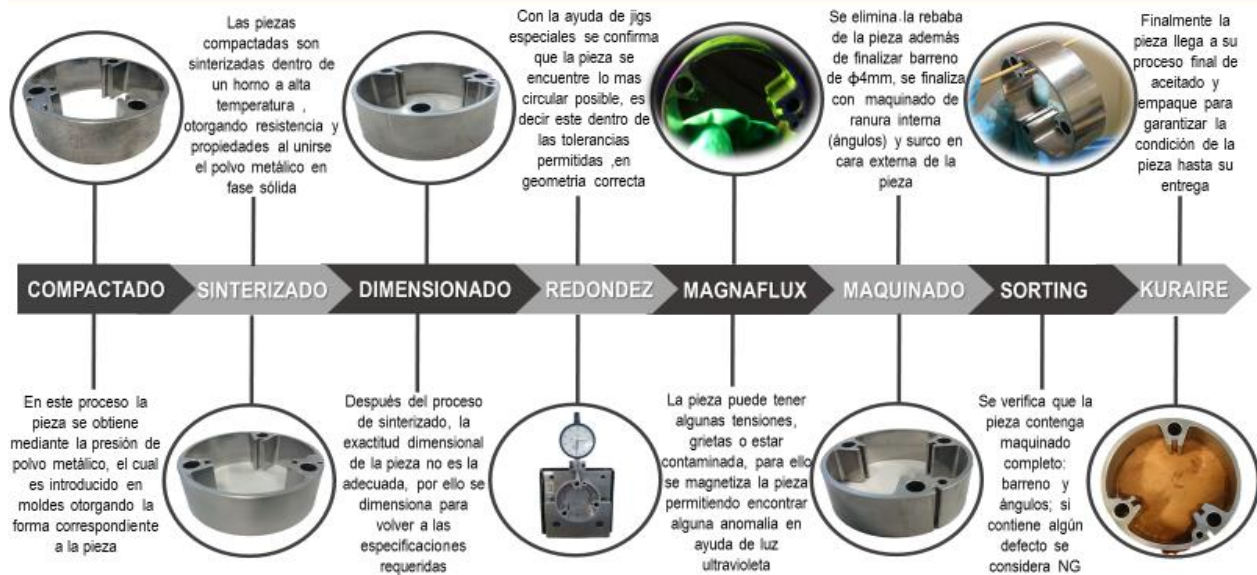 Las piezas
compactadas son
sinterizadas dentro de
un horno a alta
temperatura ,
otorgando resistencia y
propiedades al unirse
el polvo metálico en
fase sólida
Con la ayuda de jigs
especiales se confirma
que la pieza se
encuentre lo mas
circular posible, es
decir este dentro de
las tolerancias
permitidas ,en
geometría correcta
Se elimina la rebaba
de la pieza además
de finalizar barreno
de ф4mm, se finaliza
con maquinado de
ranura interna
(ángulos) y surco en
cara externa de la
pieza
Finalmente la
pieza llega a su
proceso final de
aceitado y
empaque para
garantizar la
condición de la
pieza hasta su
entrega
COMPACTADO
SINTERIZADO
DIMENSIONADO
REDONDEZ
MAGNAFLUX
MAQUINADO
SORTING
KURAIRE
En este proceso la
pieza se obtiene
mediante la presión de
polvo metálico, el cual
es introducido en
moldes otorgando la
forma correspondiente
a la pieza
Después del proceso
de sinterizado, la
exactitud dimensional
de la pieza no es la
adecuada, por ello se
dimensiona para
volver a las
especificaciones
requeridas
La pieza puede tener
algunas tensiones,
grietas o estar
contaminada, para ello
se magnetiza la pieza
permitiendo encontrar
alguna anomalía en
ayuda de luz
ultravioleta
Se verifica que la
pieza contenga
maquinado
completo:
barreno y
ángulos; si
contiene algún
defecto se
considera NG